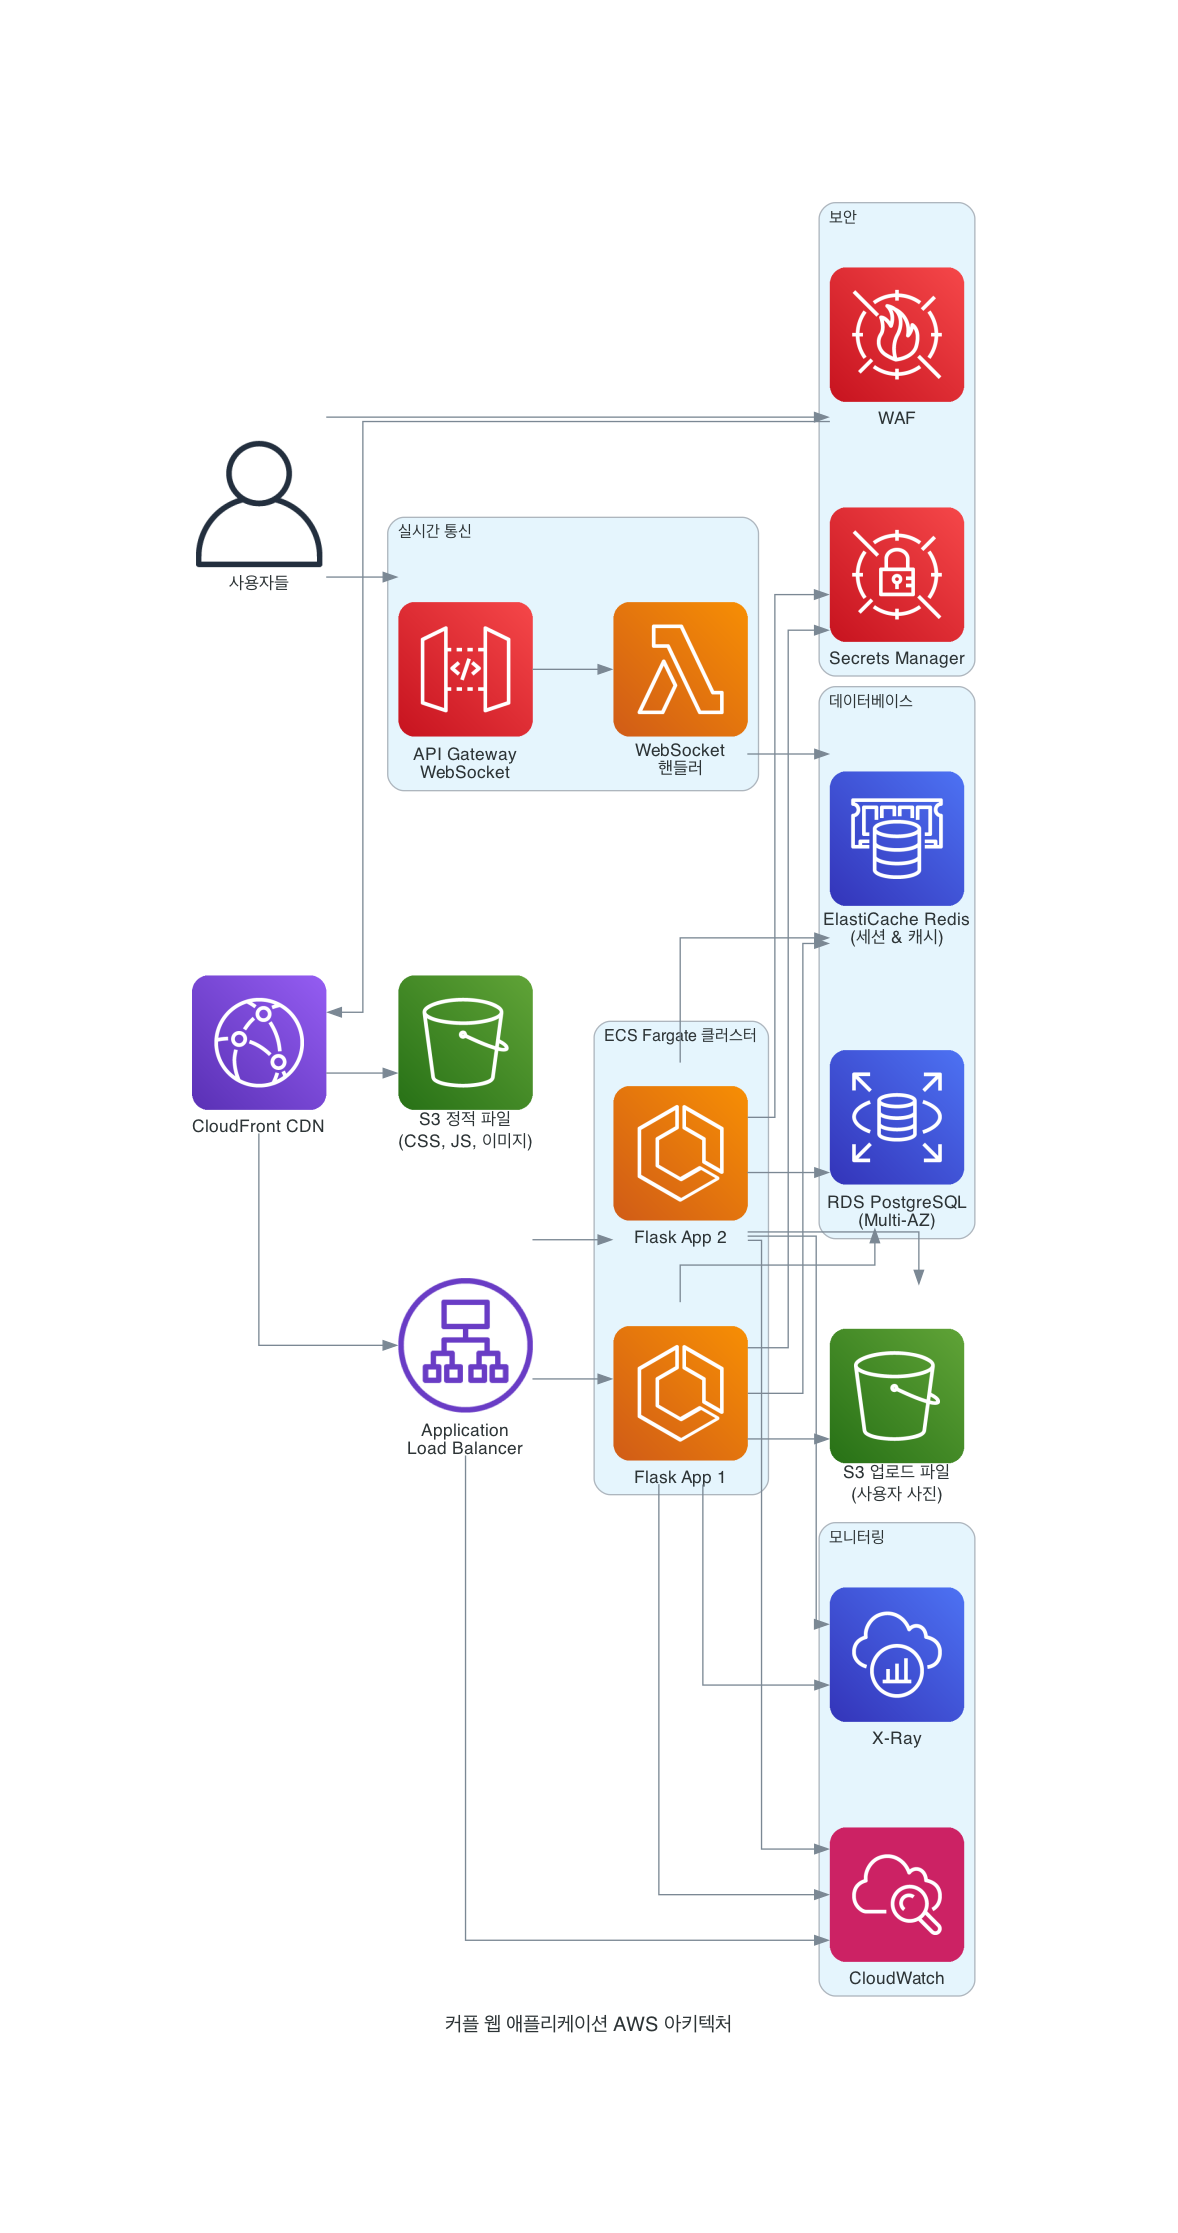 보안
WAF
사용자들
실시간 통신
Secrets Manager
데이터베이스
API Gateway
WebSocket
WebSocket
핸들러
ElastiCache Redis
(세션 & 캐시)
CloudFront CDN
S3 정적 파일
(CSS, JS, 이미지)
ECS Fargate 클러스터
Flask App 2
RDS PostgreSQL
(Multi-AZ)
Application
Load Balancer
Flask App 1
S3 업로드 파일
(사용자 사진)
모니터링
X-Ray
CloudWatch
커플 웹 애플리케이션 AWS 아키텍처